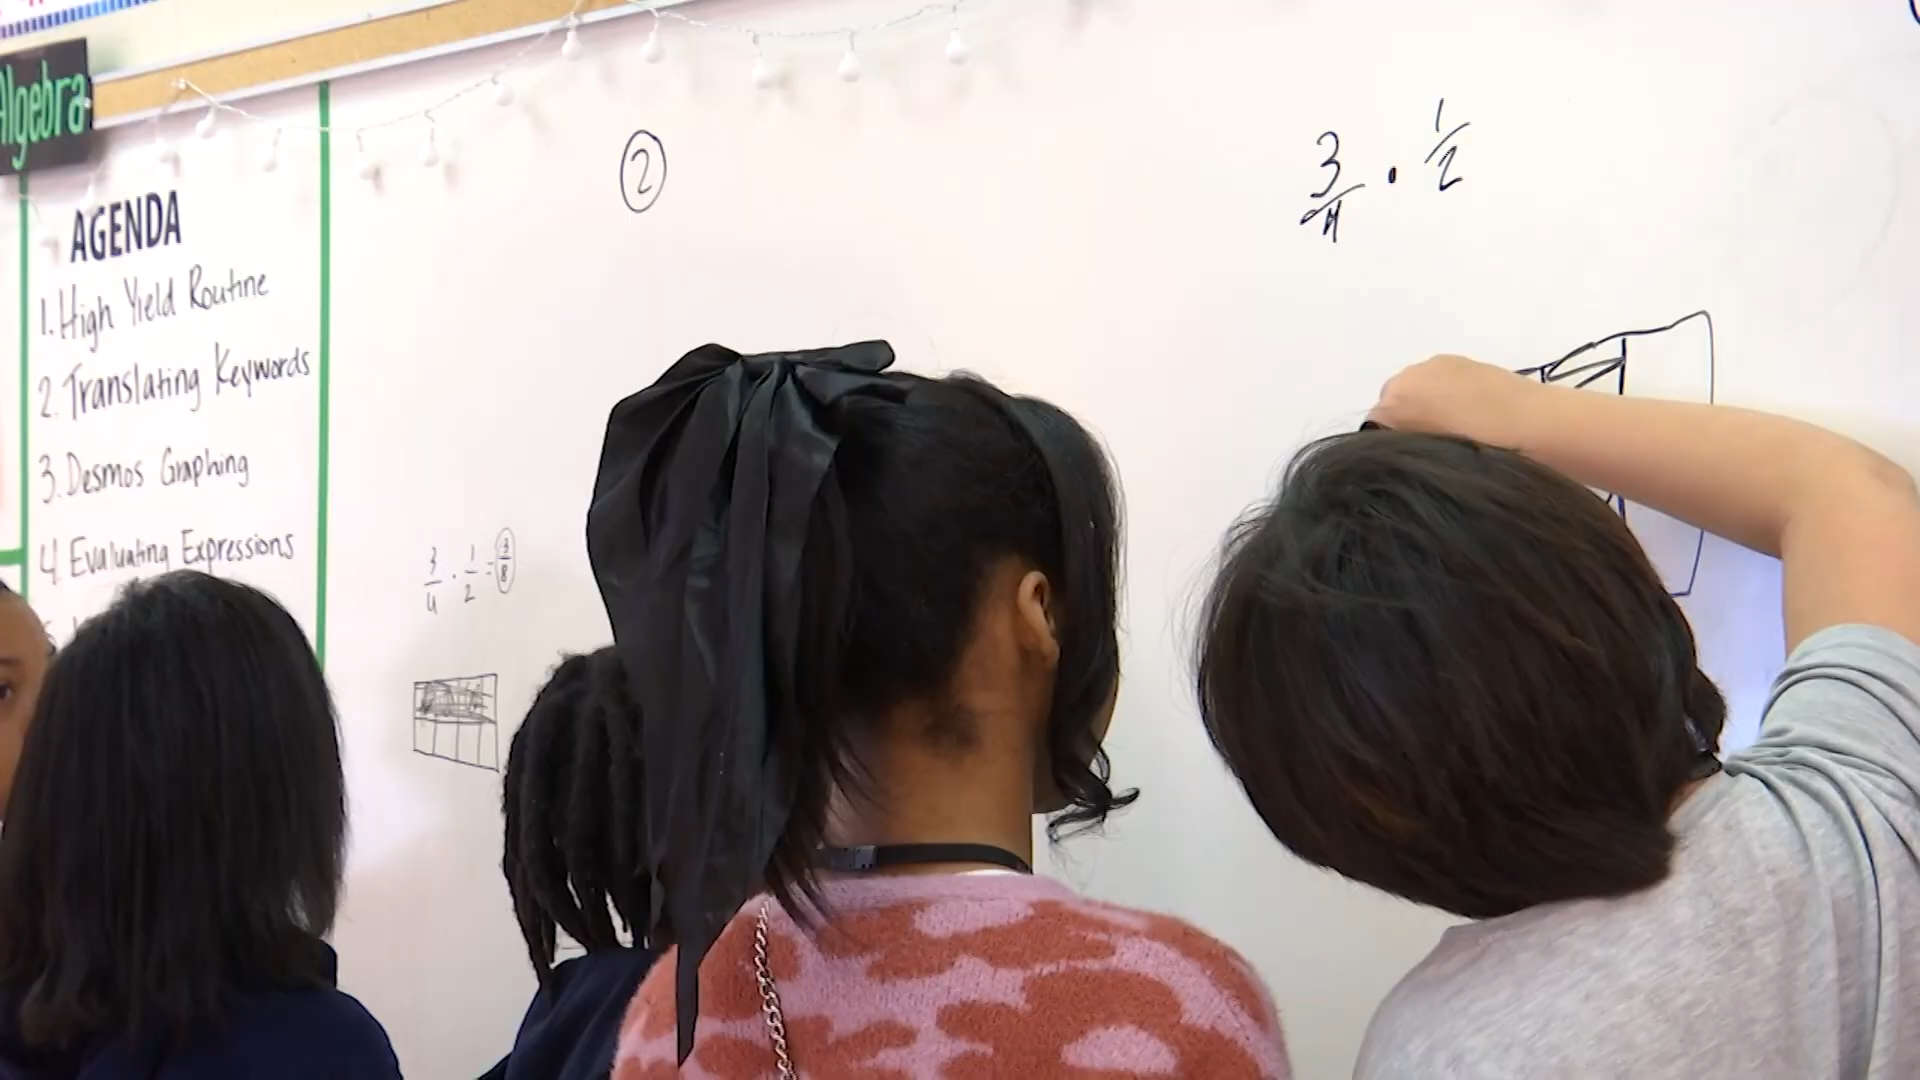 Algebra
AGENDA
1. High Yield Routine
2. Translating Keywords
3. Desmos Graphing
4. Evaluating Expressions
5.
②
3/4 · 1/2 = 3/8
3/4 · 1/2